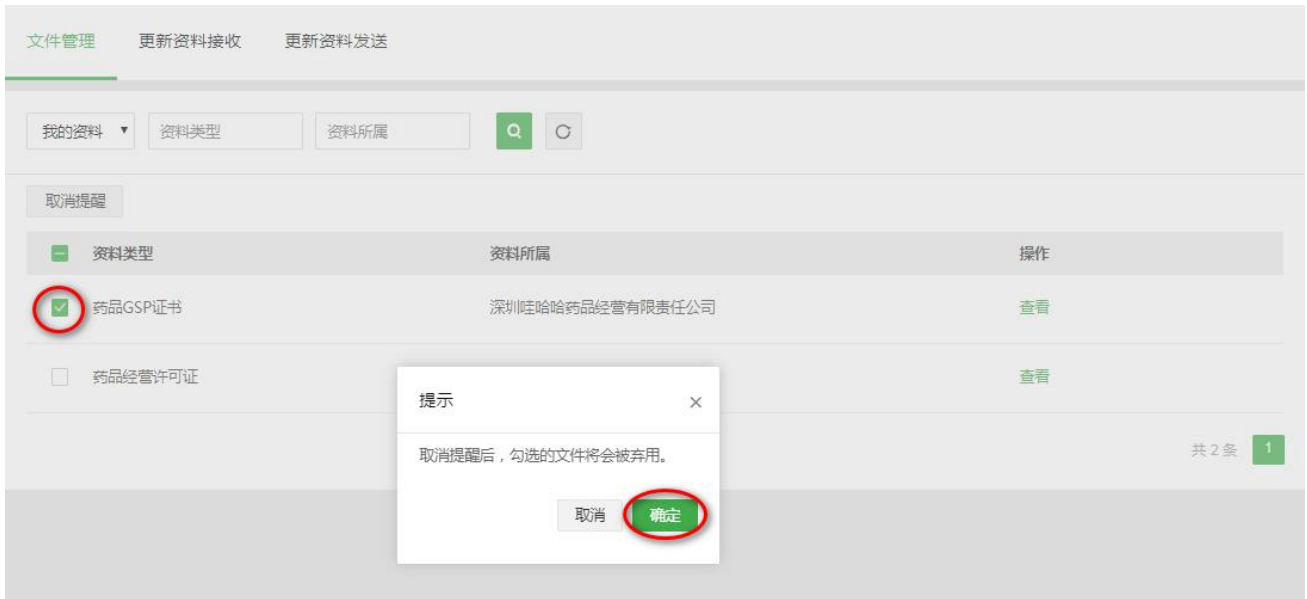 文件管理 更新资料接收 更新资料发送
我的资料 资料类型 资料所属
取消提醒
资料类型 资料所属 操作
药品GSP证书 深圳哇哈哈药品经营有限责任公司 查看
药品经营许可证 查看
提示
取消提醒后，勾选的文件将会被弃用。
共 2 条 1
取消 确定